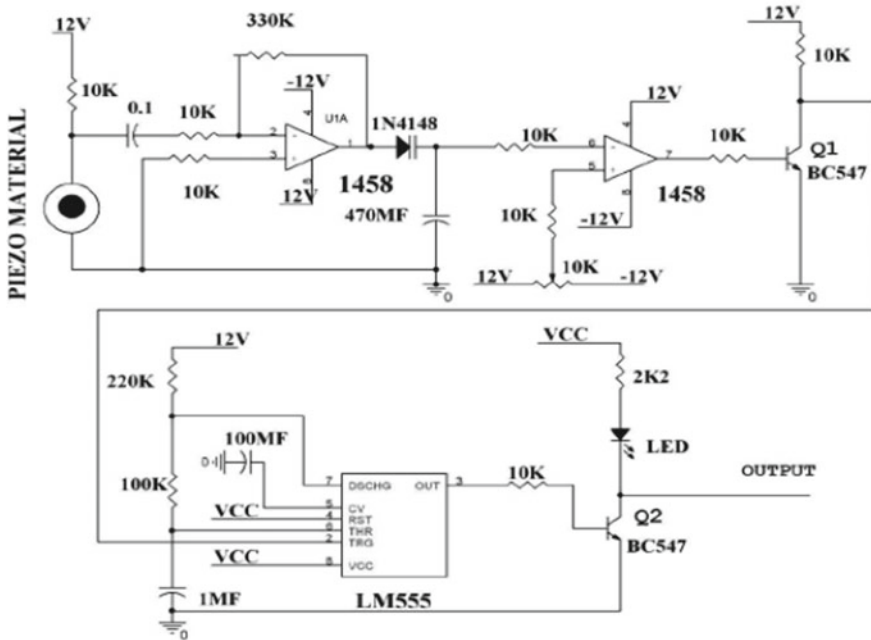 330K
12V
12V
10K
-12V
4
U1A
10K
0.1
10K
2
-
1
1N4148
3
+
10K
8
12V
1458
470MF
0
PIEZO MATERIAL
10K
12V
4
6
-
7
5
+
8
1458
10K
-12V
10K
12V
-12V
10K
Q1
BC547
0
12V
220K
100K
1MF
0
100MF
0
7
DSCHG
OUT
3
5
CV
VCC
4
RST
6
THR
2
TRG
VCC
8
VCC
LM555
10K
VCC
2K2
LED
OUTPUT
Q2
BC547